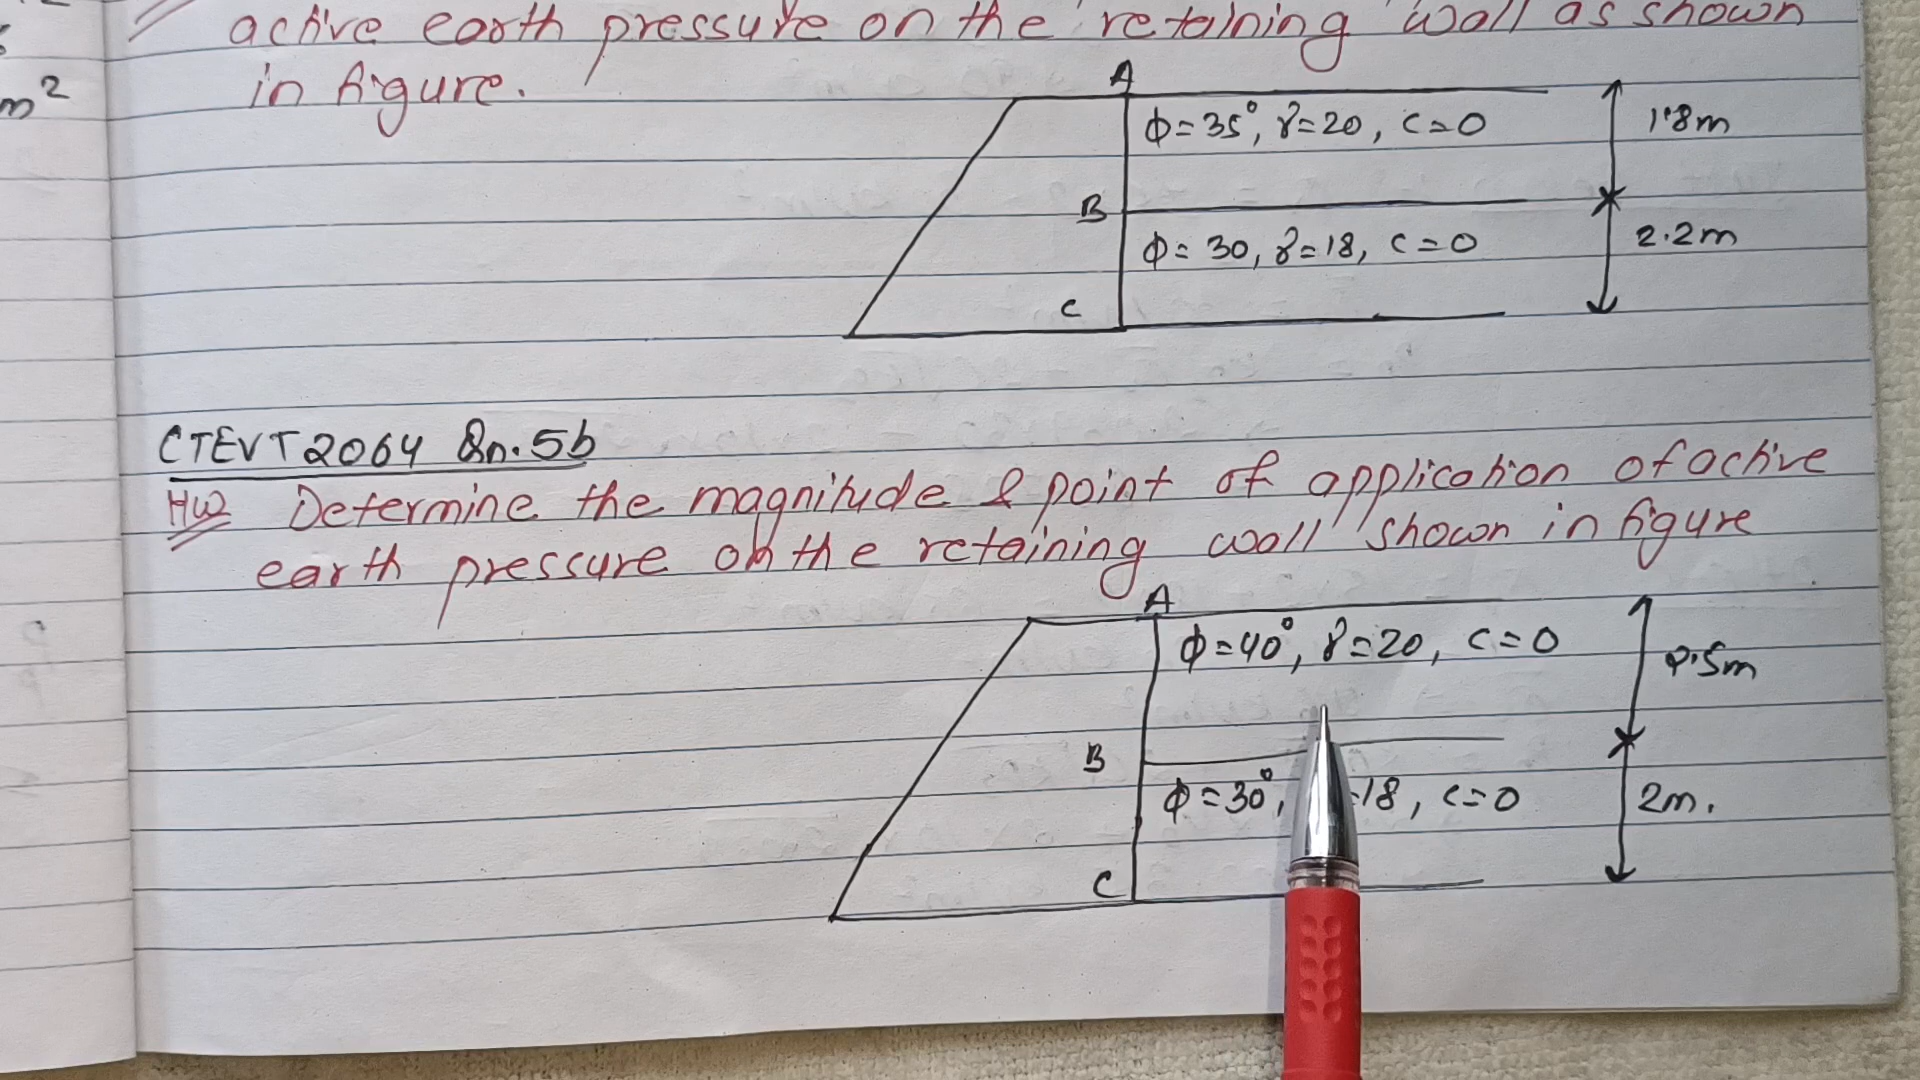 active earth pressure on the retaining wall as shown
m²
in figure.
A
φ=35°, γ=20, c=0
1.8m
B
φ= 30, γ=18, c=0
2.2m
C
CTEVT 2064 Qn.5b
HW Determine the magnitude & point of application of active
earth pressure on the retaining wall shown in figure
A
φ=40°, γ=20, c=0
B
φ=30°, =18, c=0
2m.
C